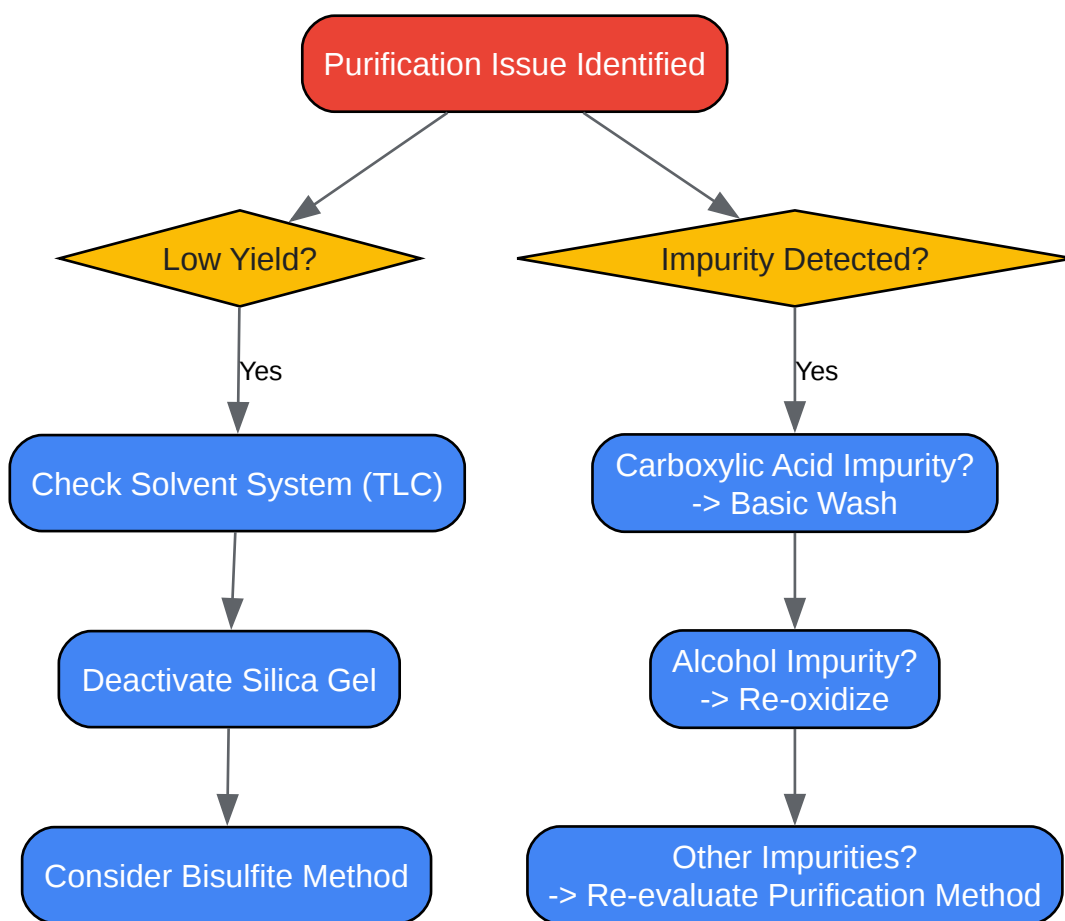 Purification Issue Identified
Low Yield?
Impurity Detected?
Yes
Yes
Check Solvent System (TLC)
Carboxylic Acid Impurity?
-> Basic Wash
Deactivate Silica Gel
Alcohol Impurity?
-> Re-oxidize
Consider Bisulfite Method
Other Impurities?
-> Re-evaluate Purification Method